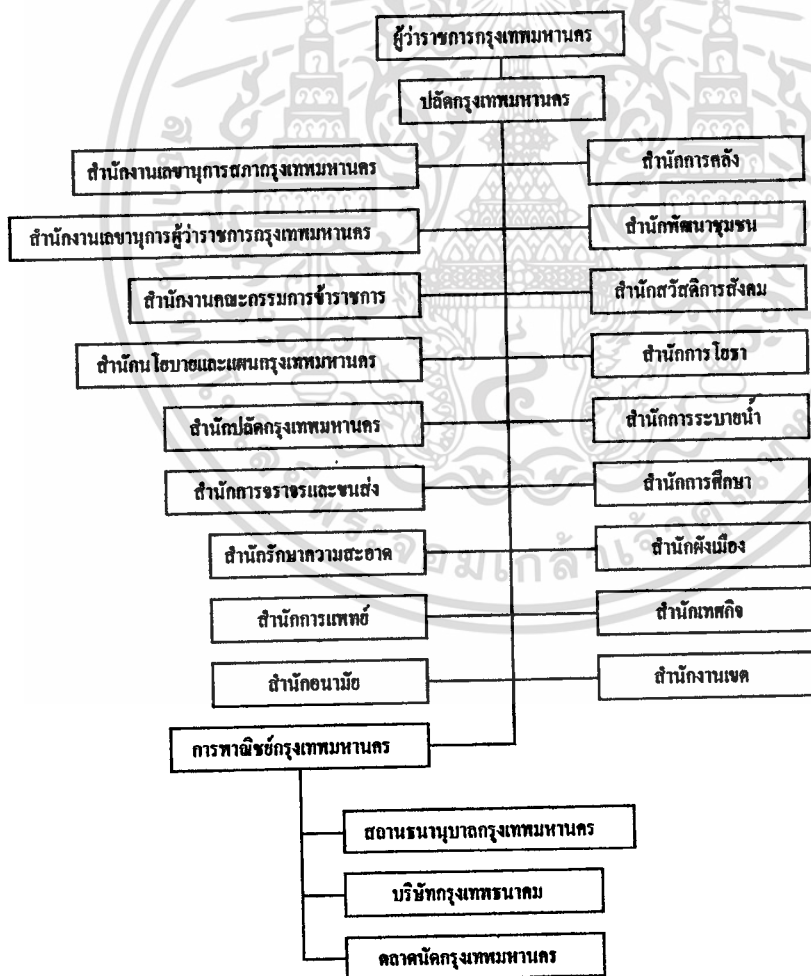 ผู้ว่าราชการกรุงเทพมหานคร
ปลัดกรุงเทพมหานคร
สำนักงานเลขานุการสภากรุงเทพมหานคร
สำนักการคลัง
สำนักงานเลขานุการผู้ว่าราชการกรุงเทพมหานคร
สำนักพัฒนาชุมชน
สำนักงานคณะกรรมการข้าราชการ
สำนักสวัสดิการสังคม
สำนักนโยบายและแผนกรุงเทพมหานคร
สำนักการโยธา
สำนักปลัดกรุงเทพมหานคร
สำนักการระบายน้ำ
สำนักการจราจรและขนส่ง
สำนักการศึกษา
สำนักรักษาความสะอาด
สำนักผังเมือง
สำนักการแพทย์
สำนักเทศกิจ
สำนักอนามัย
สำนักงานเขต
การพาณิชย์กรุงเทพมหานคร
สถานธนานุบาลกรุงเทพมหานคร
บริษัทกรุงเทพธนาคม
ตลาดนัดกรุงเทพมหานคร